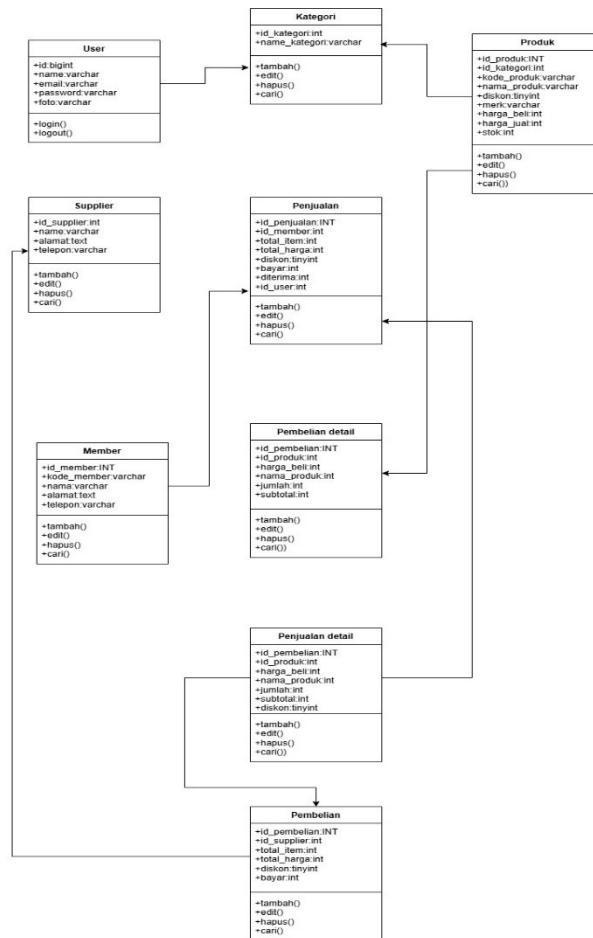 Kategori
+id_kategori:int
+name_kategori:varchar
+tambah()
+edit()
+hapus()
+cari()
User
+id:bigint
+name:varchar
+email:varchar
+password:varchar
+foto:varchar
+login()
+logout()
Produk
+id_produk:INT
+id_kategori:int
+kode_produk:varchar
+nama_produk:varchar
+diskon:tinyint
+merk:varchar
+harga_beli:int
+harga_jual:int
+stok:int
+tambah()
+edit()
+hapus()
+cari())
Supplier
+id_supplier:int
+name:varchar
+alamat:text
+telepon:varchar
+tambah()
+edit()
+hapus()
+cari()
Penjualan
+id_penjualan:INT
+id_member:int
+total_item:int
+total_harga:int
+diskon:tinyint
+bayar:int
+diterima:int
+id_user:int
+tambah()
+edit()
+hapus()
+cari()
Member
+id_member:INT
+kode_member:varchar
+nama:varchar
+alamat:text
+telepon:varchar
+tambah()
+edit()
+hapus()
+cari()
Pembelian detail
+id_pembelian:INT
+id_produk:int
+harga_beli:int
+nama_produk:int
+jumlah:int
+subtotal:int
+tambah()
+edit()
+hapus()
+cari())
Penjualan detail
+id_pembelian:INT
+id_produk:int
+harga_beli:int
+nama_produk:int
+jumlah:int
+subtotal:int
+diskon:tinyint
+tambah()
+edit()
+hapus()
+cari())
Pembelian
+id_pembelian:INT
+id_supplier:int
+total_item:int
+total_harga:int
+diskon:tinyint
+bayar:int
+tambah()
+edit()
+hapus()
+cari()